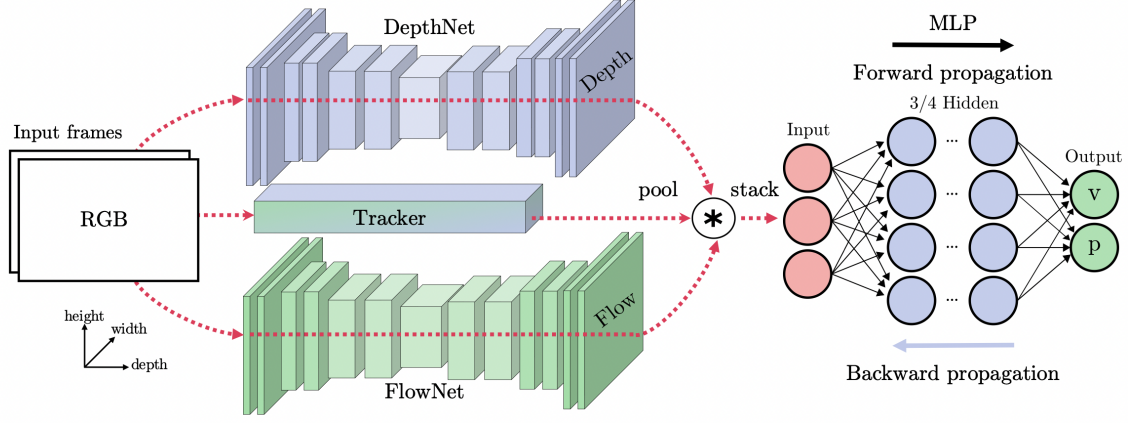 DepthNet
Depth
Input frames
RGB
Tracker
FlowNet
Flow
height
width
depth
pool
stack
*
MLP
Forward propagation
3/4 Hidden
Input
...
...
...
...
Output
v
p
Backward propagation